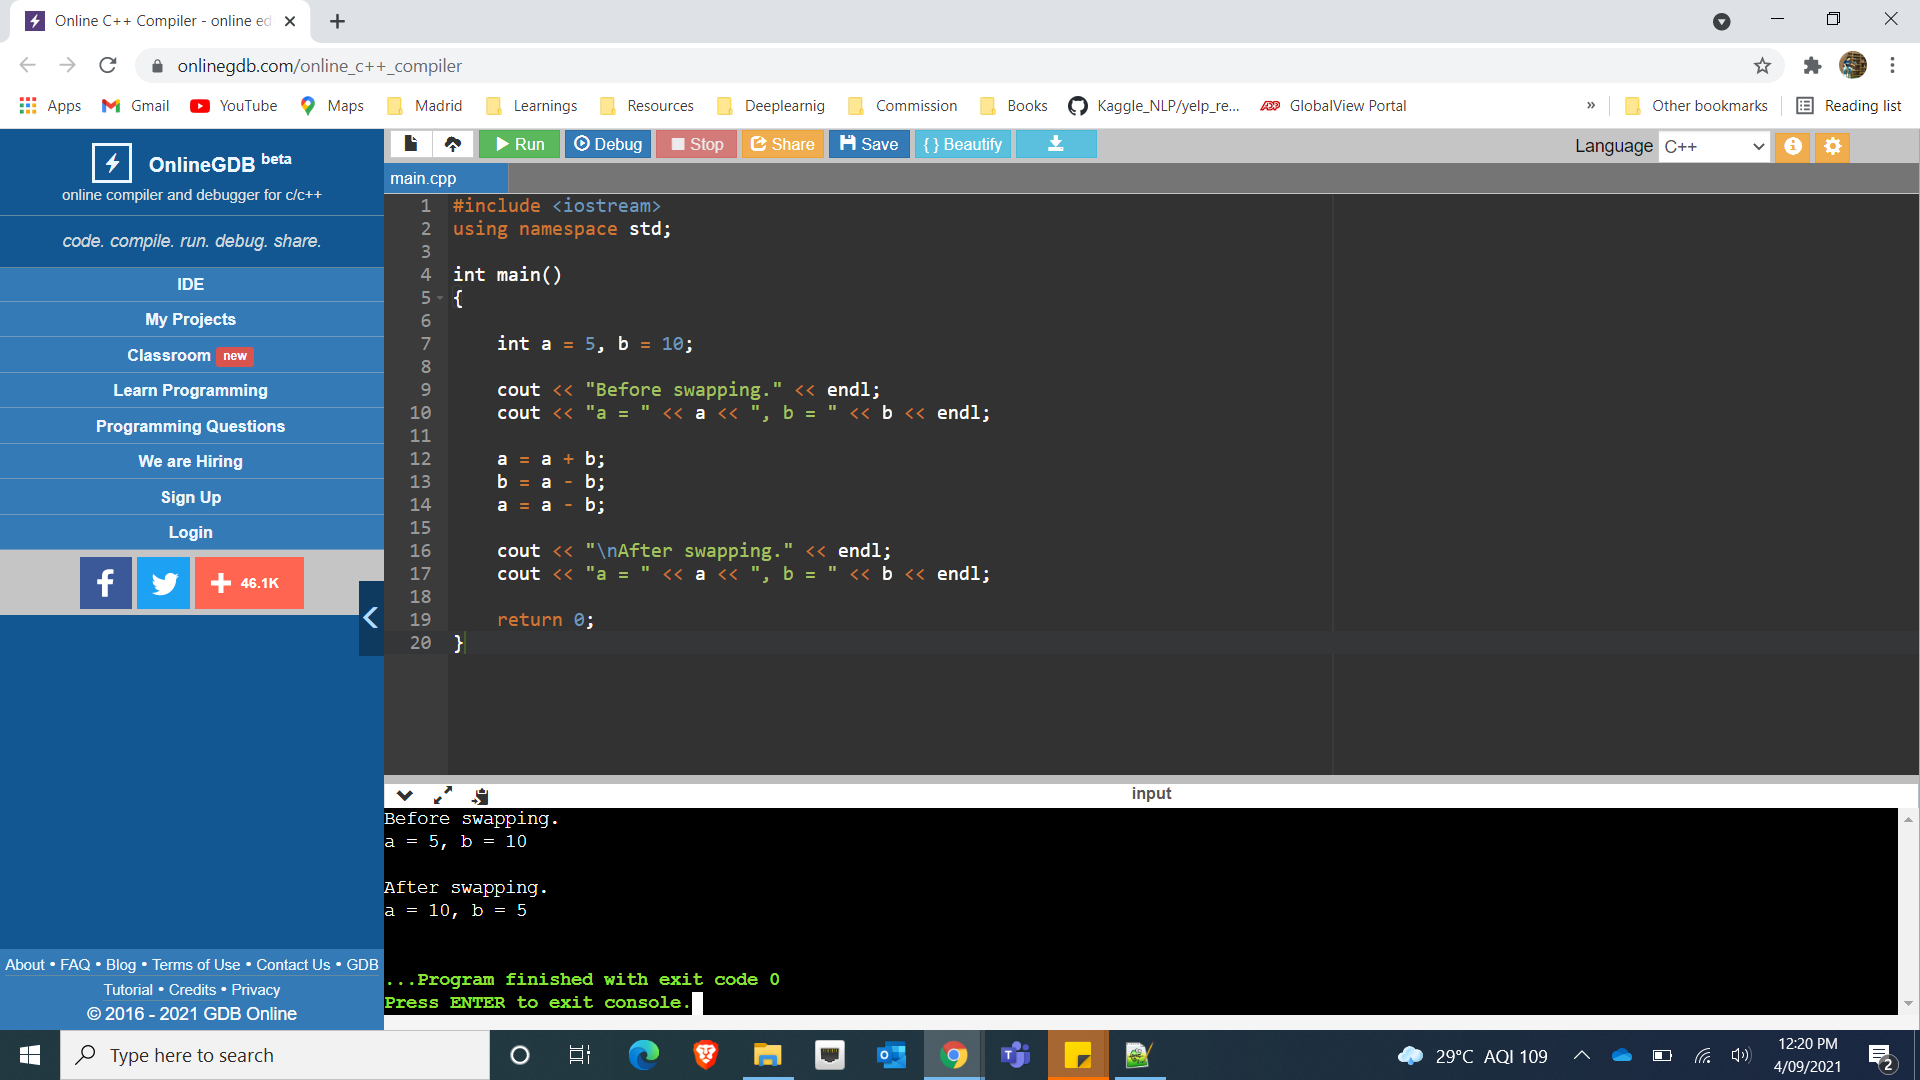 Online C++ Compiler - online ed
onlinegdb.com/online_c++_compiler
Apps Gmail YouTube Maps Madrid Learnings Resources Deeplearnig Commission Books Kaggle_NLP/yelp_re... ADP GlobalView Portal » Other bookmarks Reading list
OnlineGDB beta
online compiler and debugger for c/c++
code. compile. run. debug. share.
IDE
My Projects
Classroom new
Learn Programming
Programming Questions
We are Hiring
Sign Up
Login
f + 46.1K
About • FAQ • Blog • Terms of Use • Contact Us • GDB
Tutorial • Credits • Privacy
© 2016 - 2021 GDB Online
Run Debug Stop Share Save { } Beautify
Language C++
main.cpp
1 #include <iostream>
2 using namespace std;
3
4 int main()
5 {
6
7     int a = 5, b = 10;
8
9     cout << "Before swapping." << endl;
10     cout << "a = " << a << ", b = " << b << endl;
11
12     a = a + b;
13     b = a - b;
14     a = a - b;
15
16     cout << "\nAfter swapping." << endl;
17     cout << "a = " << a << ", b = " << b << endl;
18
19     return 0;
20 }
input
Before swapping.
a = 5, b = 10
After swapping.
a = 10, b = 5
...Program finished with exit code 0
Press ENTER to exit console.
Type here to search
29°C AQI 109
12:20 PM
4/09/2021
2